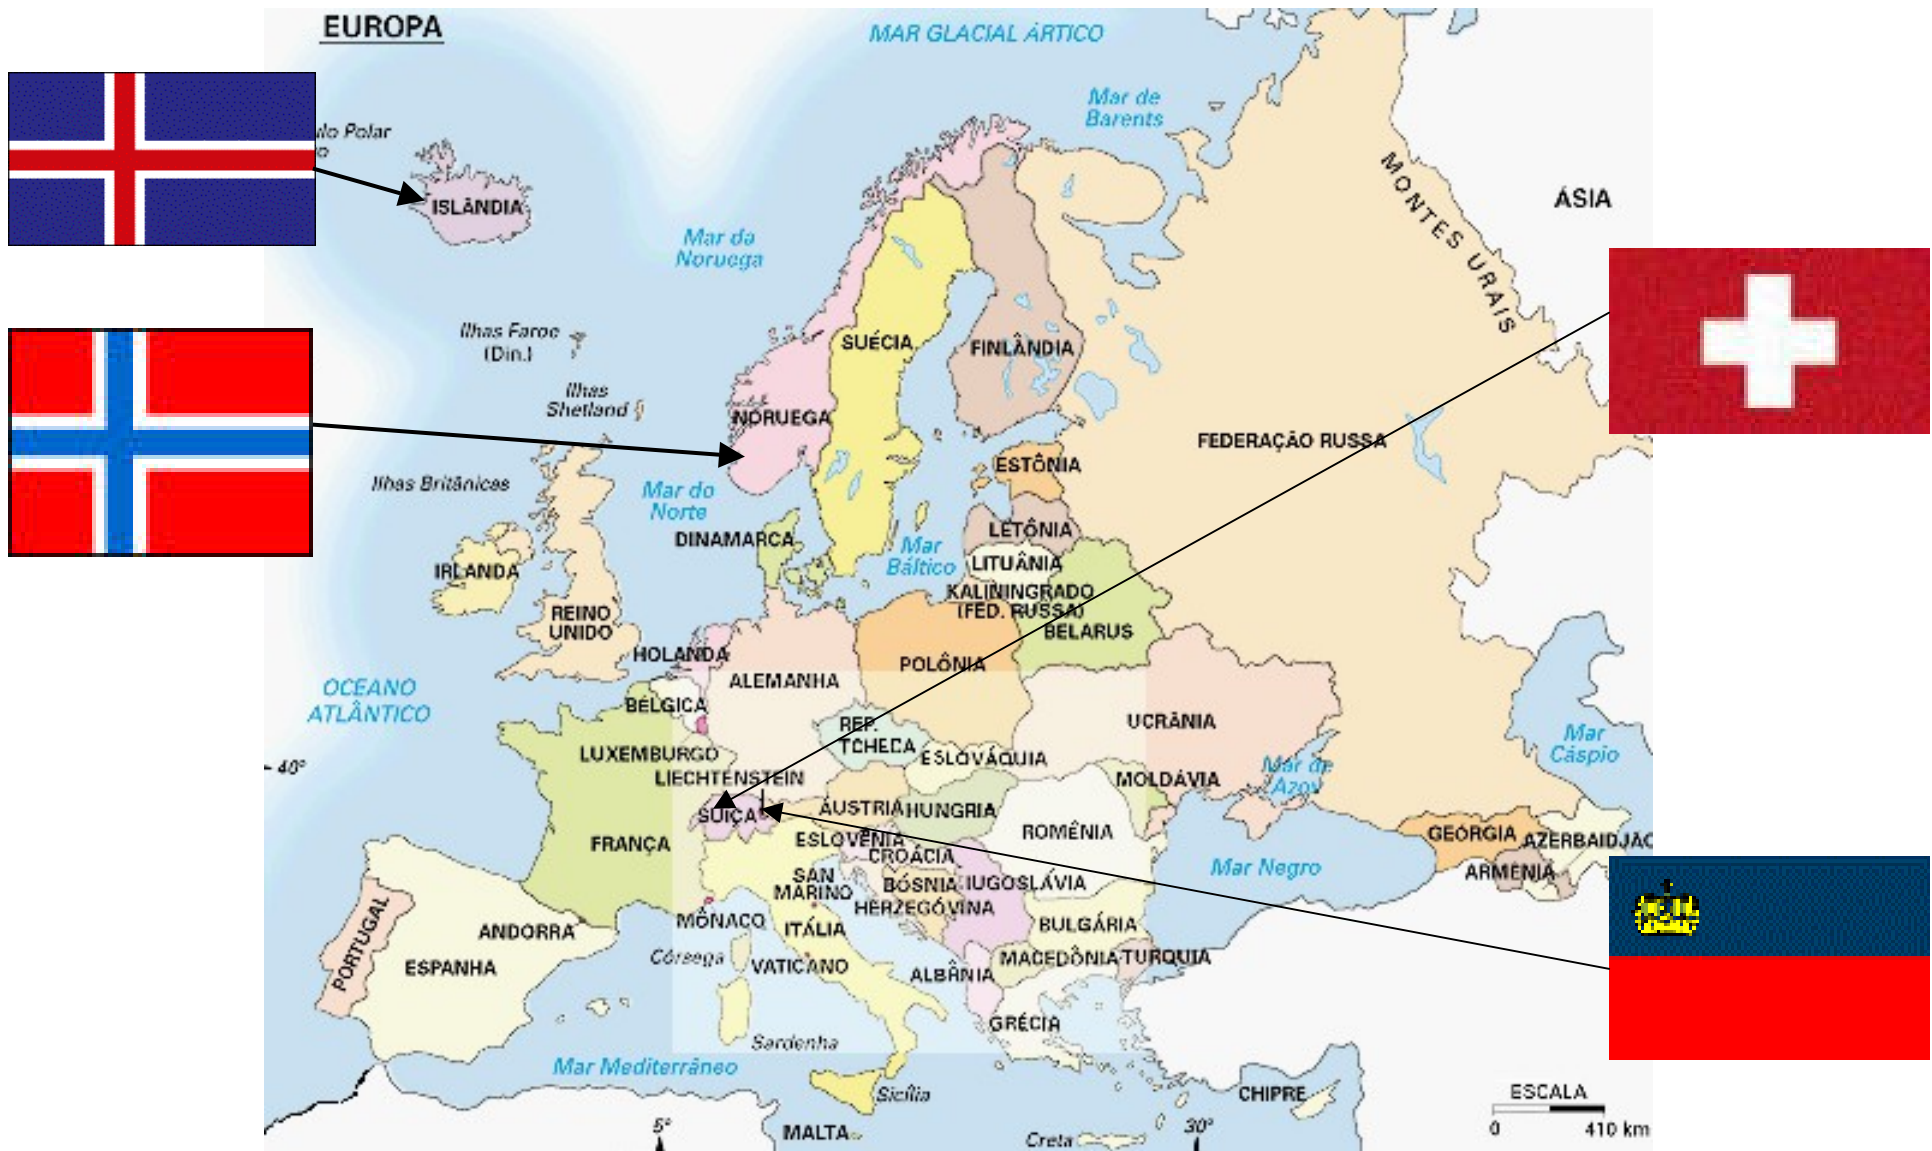 EUROPA
MAR GLACIAL ÁRTICO
Mar de
Barents
Polar
ISLÂNDIA
MONTES URAIS
ÁSIA
Mar da
Noruega
Ilhas Faroe
(Din.)
SUÉCIA
FINLÂNDIA
Ilhas
Shetland
NORUEGA
FEDERAÇÃO RUSSA
ESTÔNIA
Ilhas Britânicas
Mar do
Norte
LETÔNIA
DINAMARCA
Mar
Báltico
LITUÂNIA
IRLANDA
KALININGRADO
(FED. RUSSA)
REINO
UNIDO
BELARUS
HOLANDA
POLÔNIA
ALEMANHA
OCEANO
ATLÂNTICO
BÉLGICA
UCRÂNIA
REP.
TCHECA
Mar
Cáspio
LUXEMBURGO
ESLOVÁQUIA
40°
LIECHTENSTEIN
MOLDÁVIA
Mar de
Azov
SUIÇA
ÁUSTRIA
HUNGRIA
ROMÊNIA
GEÓRGIA
AZERBAIDJÃO
FRANÇA
ESLOVÊNIA
CROÁCIA
Mar Negro
ARMÊNIA
SAN
MARINO
BÓSNIA
HERZEGÓVINA
IUGOSLÁVIA
MÔNACO
ITÁLIA
BULGÁRIA
ANDORRA
PORTUGAL
ESPANHA
Córsega
VATICANO
ALBÂNIA
MACEDÔNIA
TURQUIA
GRÉCIA
Sardenha
Mar Mediterrâneo
Sicília
CHIPRE
ESCALA
0 410 km
5°
30°
MALTA
Creta